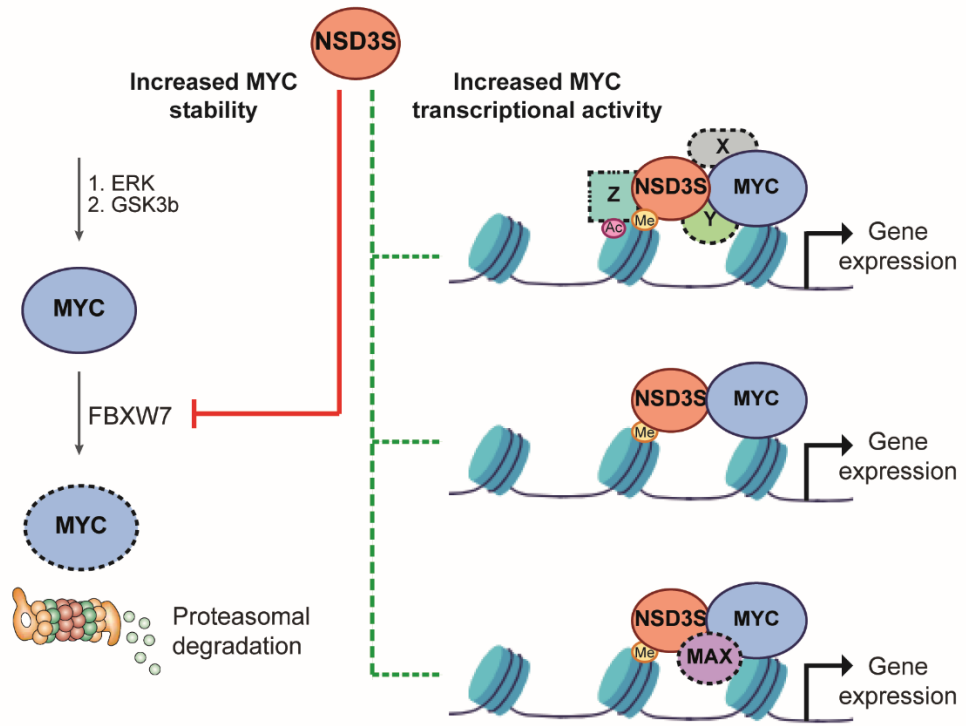 NSD3S
Increased MYC
stability
Increased MYC
transcriptional activity
1. ERK
2. GSK3b
MYC
FBXW7
MYC
Proteasomal
degradation
X
Z
NSD3S
MYC
Y
Ac
Me
Gene
expression
NSD3S
MYC
Me
Gene
expression
NSD3S
MYC
MAX
Me
Gene
expression